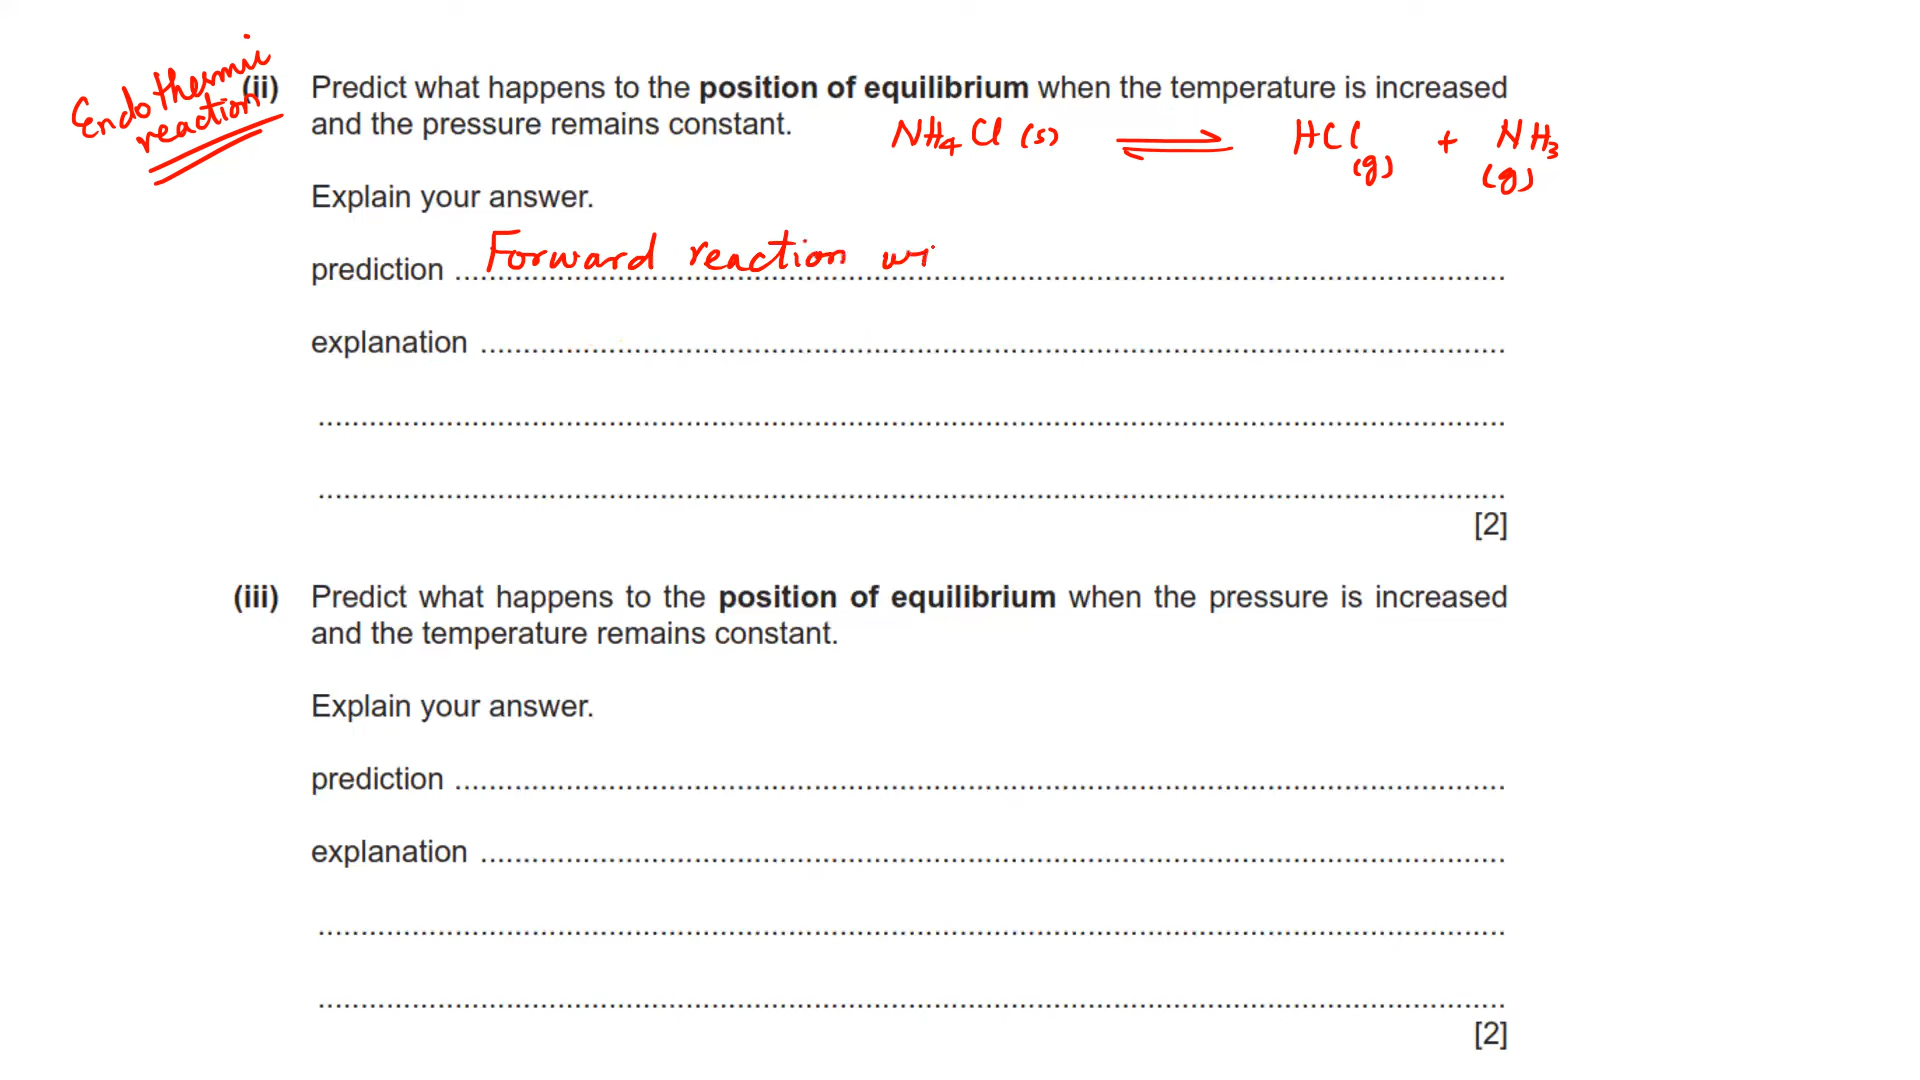 Endothermic
reaction
(ii) Predict what happens to the position of equilibrium when the temperature is increased
and the pressure remains constant.
NH4Cl (s) ⇌ HCl (g) + NH3 (g)
Explain your answer.
prediction Forward reaction wi
explanation
[2]
(iii) Predict what happens to the position of equilibrium when the pressure is increased
and the temperature remains constant.
Explain your answer.
prediction
explanation
[2]